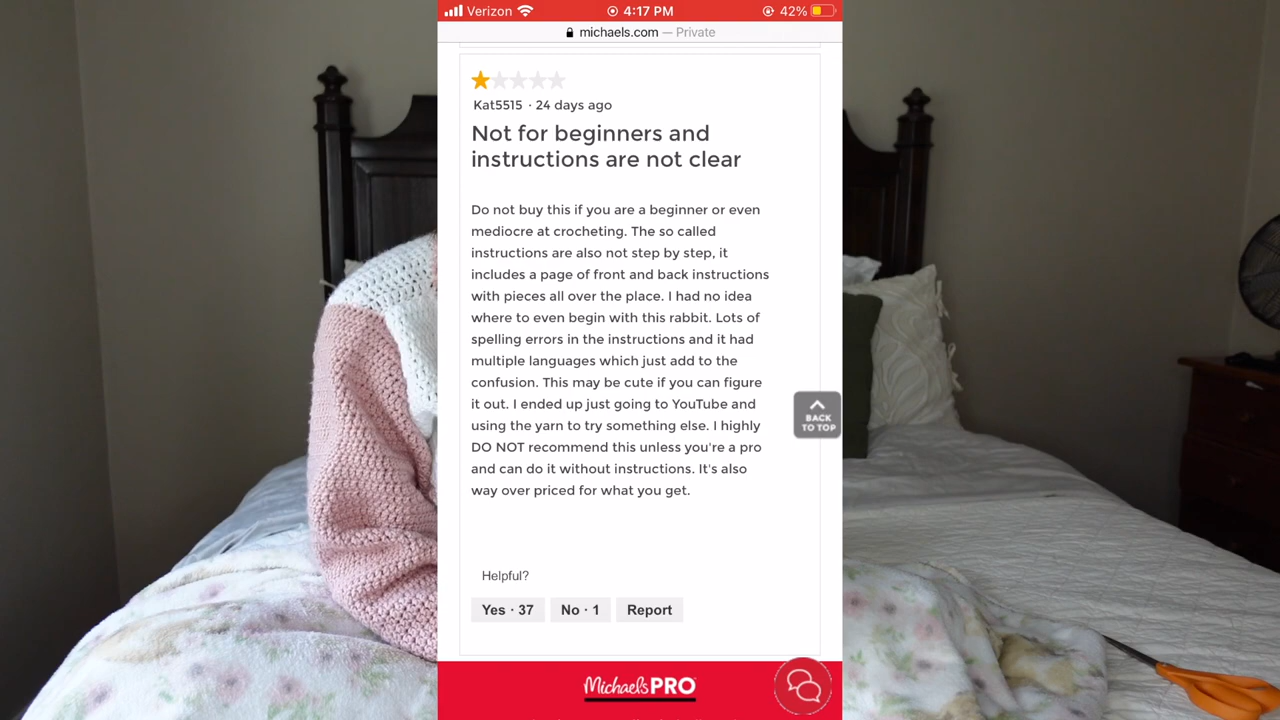 Verizon 4:17 PM 42%
michaels.com — Private
Kat5515 · 24 days ago
Not for beginners and
instructions are not clear
Do not buy this if you are a beginner or even
mediocre at crocheting. The so called
instructions are also not step by step, it
includes a page of front and back instructions
with pieces all over the place. I had no idea
where to even begin with this rabbit. Lots of
spelling errors in the instructions and it had
multiple languages which just add to the
confusion. This may be cute if you can figure
it out. I ended up just going to YouTube and
using the yarn to try something else. I highly
DO NOT recommend this unless you're a pro
and can do it without instructions. It's also
way over priced for what you get.
BACK
TO TOP
Helpful?
Yes · 37 No · 1 Report
Michaels PRO